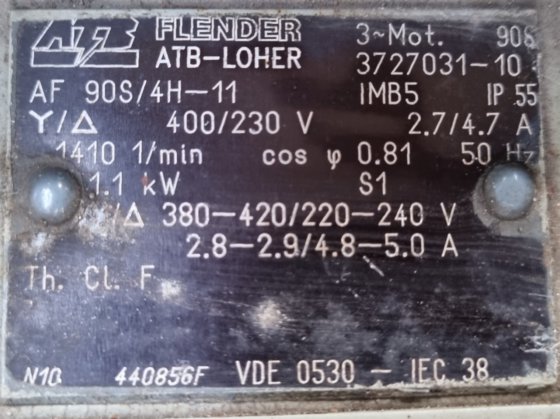 ATB FLENDER 3~Mot.
ATB-LOHER 3727031-10
AF 90S/4H-11 IMB5 IP 55
Y/Δ 400/230 V 2.7/4.7 A
1410 1/min cos φ 0.81 50 Hz
1.1 kW S1
/Δ 380-420/220-240 V
2.8-2.9/4.8-5.0 A
Th. Cl. F
N10 440856F VDE 0530 - IEC 38